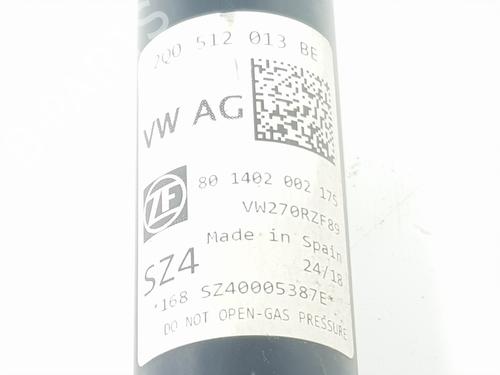 2Q0 512 013 BE
VW AG
ZF
80 1402 002 175
VW270RZF89
Made in Spain
SZ4
24/18
*168 SZ40005387E*
DO NOT OPEN-GAS PRESSURE